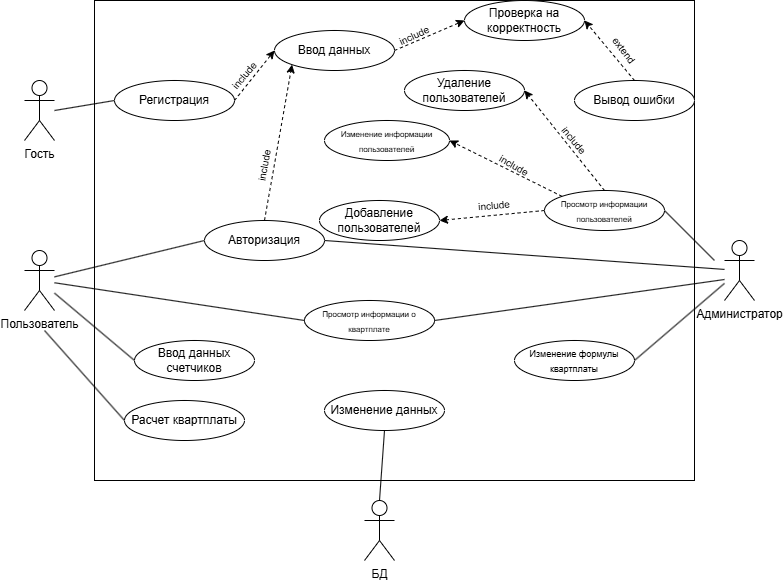 Проверка на
корректность
include
Ввод данных
extend
include
Удаление
пользователей
Регистрация
Вывод ошибки
Гость
Изменение информации
пользователей
include
include
include
Добавление
пользователей
include
Просмотр информации
пользователей
Авторизация
Пользователь
Администратор
Просмотр информации о
квартплате
Ввод данных
счетчиков
Изменение формулы
квартплаты
Расчет квартплаты
Изменение данных
БД